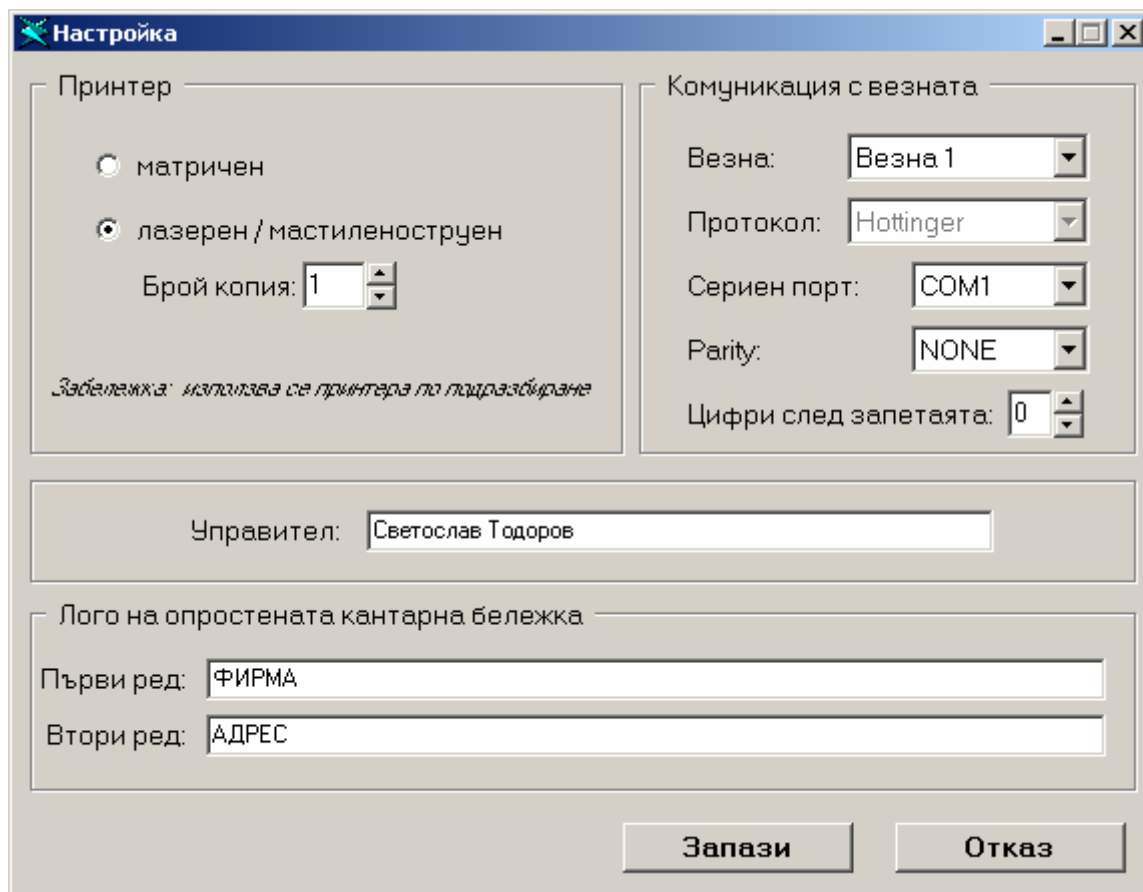 Настройка
Принтер
матричен
лазерен / мастиленоструен
Брой копия: 1
Забележка: използва се принтера по подразбиране
Комуникация с везната
Везна: Везна 1
Протокол: Hottinger
Сериен порт: COM1
Parity: NONE
Цифри след запетаята: 0
Управител: Светослав Тодоров
Лого на опростената кантарна бележка
Първи ред: ФИРМА
Втори ред: АДРЕС
Запази Отказ